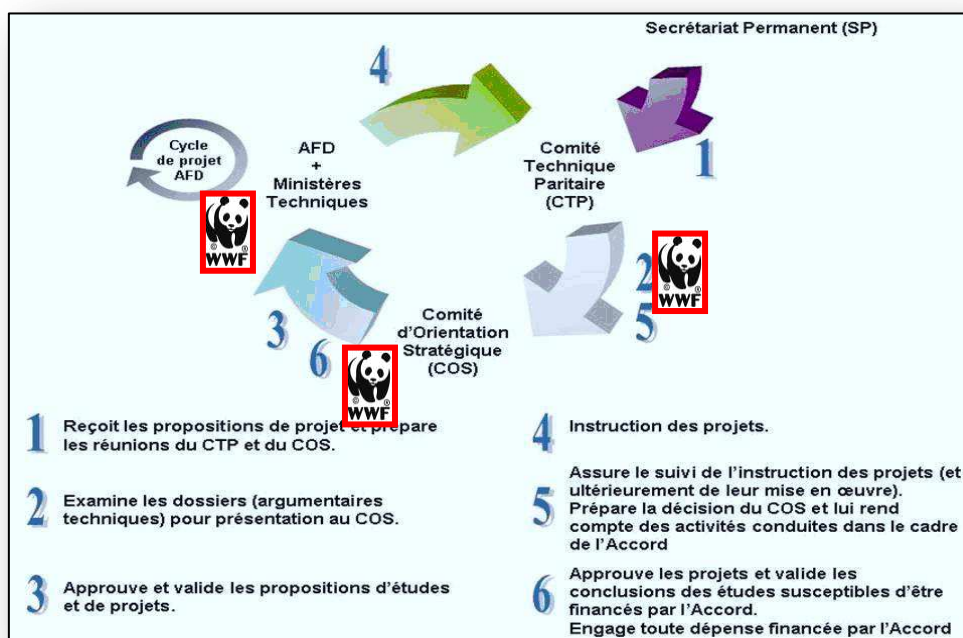 Secrétariat Permanent (SP)
4
Cycle
de projet
AFD
AFD
+
Ministères
Techniques
Comité
Technique
Paritaire
(CTP)
1
©
WWF
®
2
5
©
WWF
®
3
6
Comité
d'Orientation
Stratégique
(COS)
©
WWF
®
1
Reçoit les propositions de projet et prépare
les réunions du CTP et du COS.
2
Examine les dossiers (argumentaires
techniques) pour présentation au COS.
3
Approuve et valide les propositions d'études
et de projets.
4
Instruction des projets.
5
Assure le suivi de l'instruction des projets (et
ultérieurement de leur mise en œuvre).
Prépare la décision du COS et lui rend
compte des activités conduites dans le cadre
de l'Accord
6
Approuve les projets et valide les
conclusions des études susceptibles d'être
financés par l'Accord.
Engage toute dépense financée par l'Accord